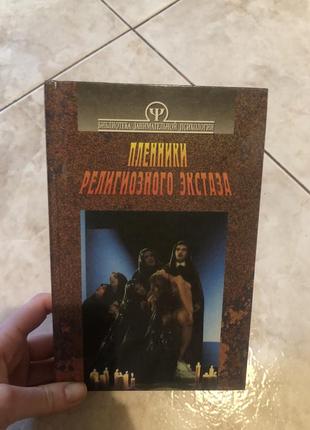 Ψ
БИБЛИОТЕКА ЗАНИМАТЕЛЬНОЙ ПСИХОЛОГИИ
ПЛЕННИКИ
РЕЛИГИОЗНОГО ЭКСТАЗА